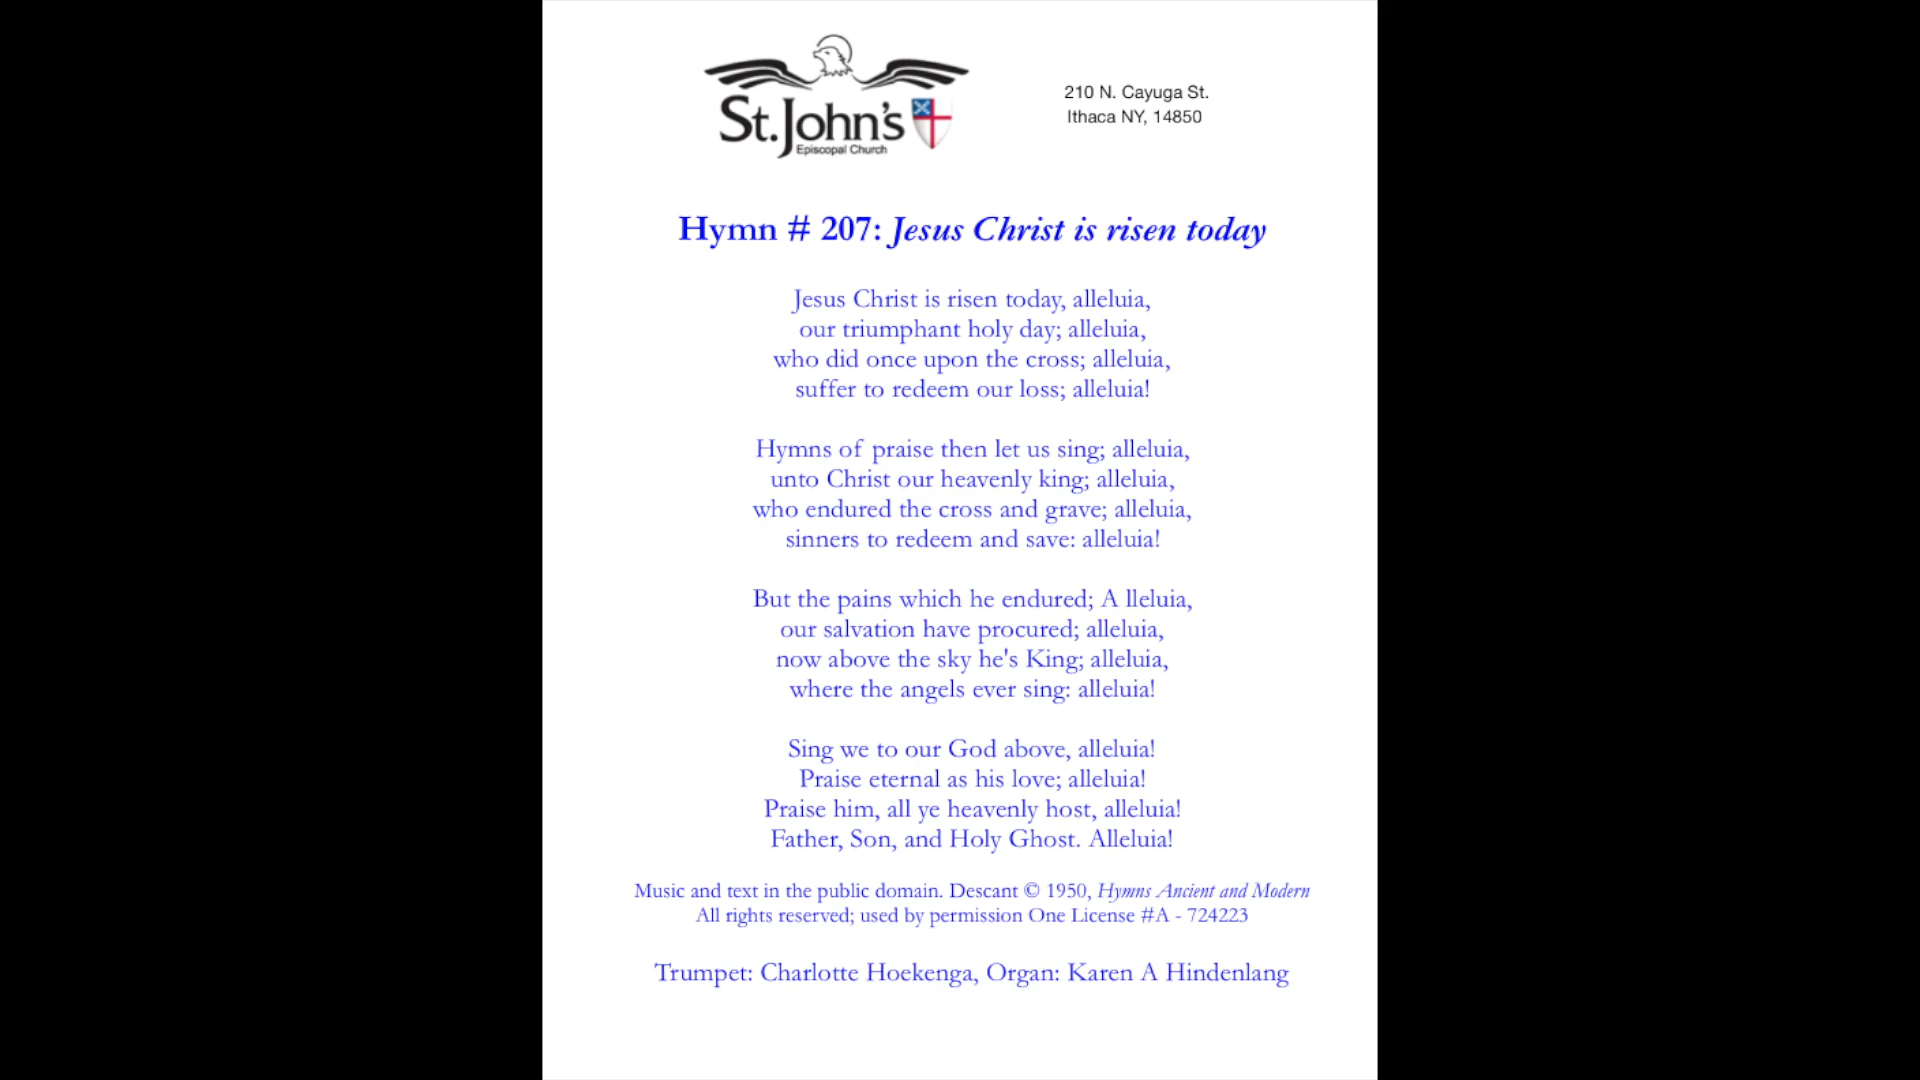 St. John's
Episcopal Church
210 N. Cayuga St.
Ithaca NY, 14850
Hymn # 207: Jesus Christ is risen today
Jesus Christ is risen today, alleluia,
our triumphant holy day; alleluia,
who did once upon the cross; alleluia,
suffer to redeem our loss; alleluia!
Hymns of praise then let us sing; alleluia,
unto Christ our heavenly king; alleluia,
who endured the cross and grave; alleluia,
sinners to redeem and save: alleluia!
But the pains which he endured; A lleluia,
our salvation have procured; alleluia,
now above the sky he's King; alleluia,
where the angels ever sing: alleluia!
Sing we to our God above, alleluia!
Praise eternal as his love; alleluia!
Praise him, all ye heavenly host, alleluia!
Father, Son, and Holy Ghost. Alleluia!
Music and text in the public domain. Descant © 1950, Hymns Ancient and Modern
All rights reserved; used by permission One License #A - 724223
Trumpet: Charlotte Hoekenga, Organ: Karen A Hindenlang